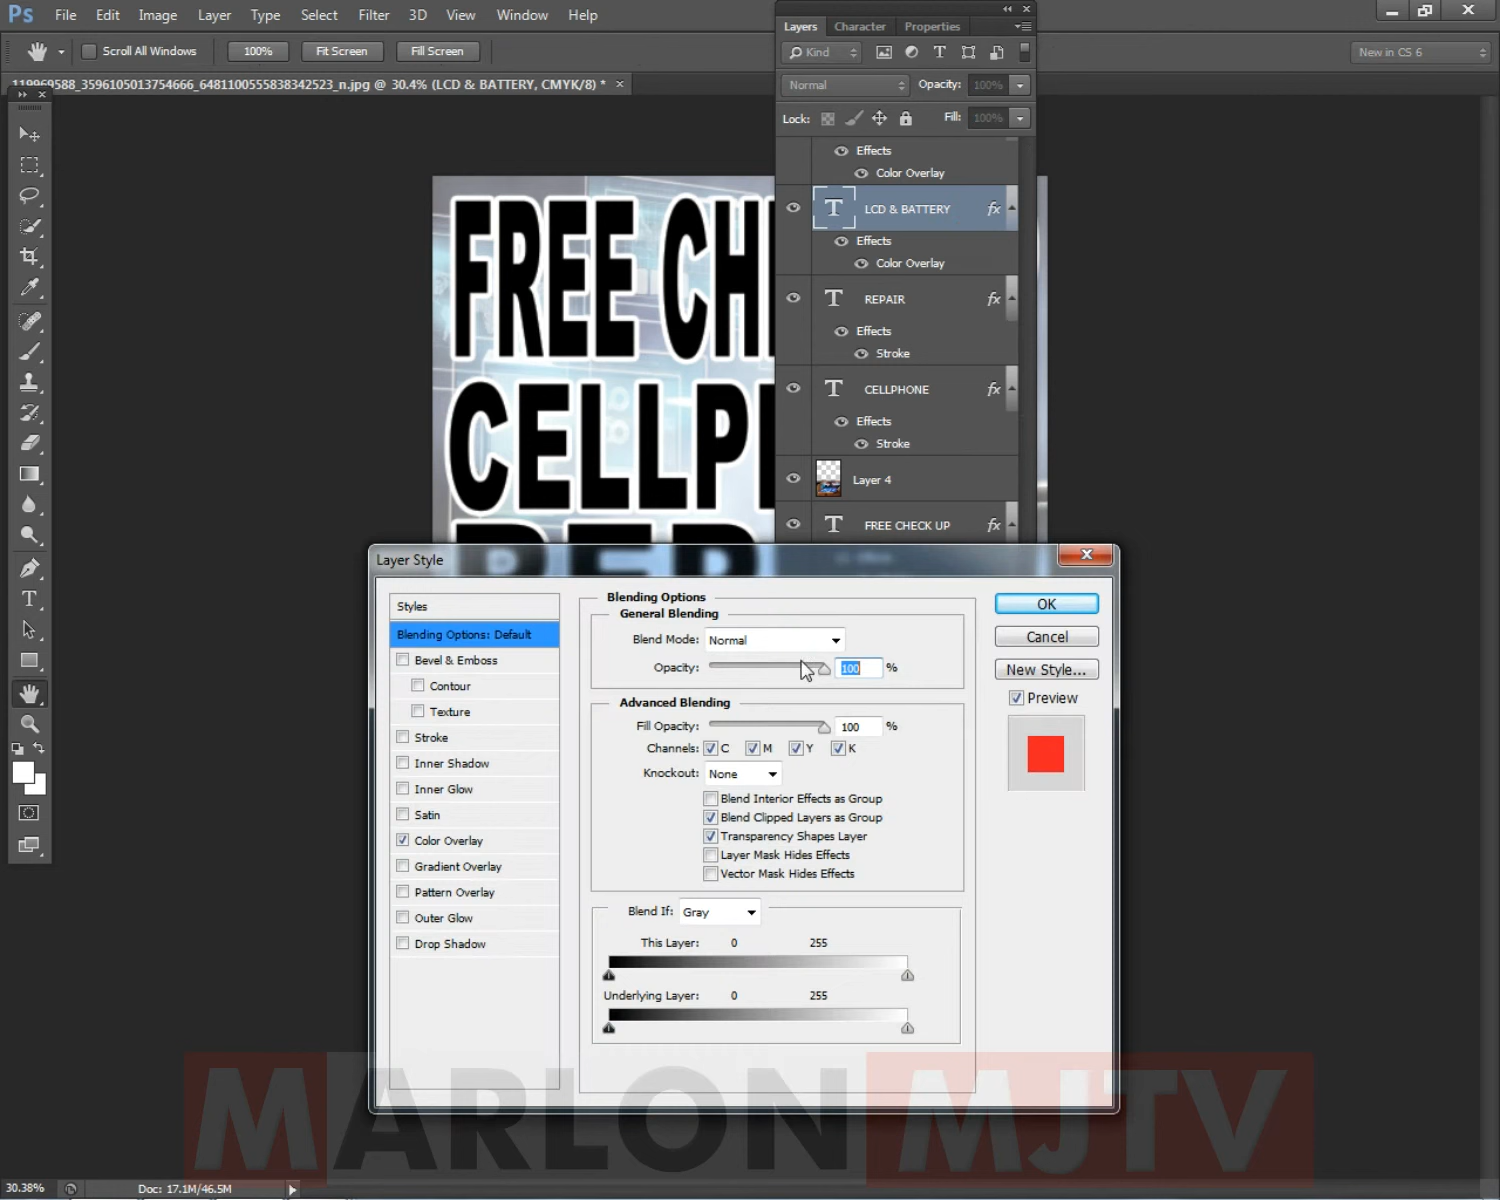 Ps File Edit Image Layer Type Select Filter 3D View Window Help
Scroll All Windows 100% Fit Screen Fill Screen
New in CS 6
119969588_3596105013754666_6481100555838342523_n.jpg @ 30.4% (LCD & BATTERY, CMYK/8) *
Layers Character Properties
Kind
Normal Opacity: 100%
Lock: Fill: 100%
Effects
Color Overlay
LCD & BATTERY fx
Effects
Color Overlay
REPAIR fx
Effects
Stroke
CELLPHONE fx
Effects
Stroke
Layer 4
FREE CHECK UP fx
FREE CH
CELLP
Layer Style
Styles
Blending Options: Default
Bevel & Emboss
Contour
Texture
Stroke
Inner Shadow
Inner Glow
Satin
Color Overlay
Gradient Overlay
Pattern Overlay
Outer Glow
Drop Shadow
Blending Options
General Blending
Blend Mode: Normal
Opacity: 100 %
Advanced Blending
Fill Opacity: 100 %
Channels: C M Y K
Knockout: None
Blend Interior Effects as Group
Blend Clipped Layers as Group
Transparency Shapes Layer
Layer Mask Hides Effects
Vector Mask Hides Effects
Blend If: Gray
This Layer: 0 255
Underlying Layer: 0 255
OK
Cancel
New Style...
Preview
MARLON MJTV
30.38% Doc: 17.1M/46.5M